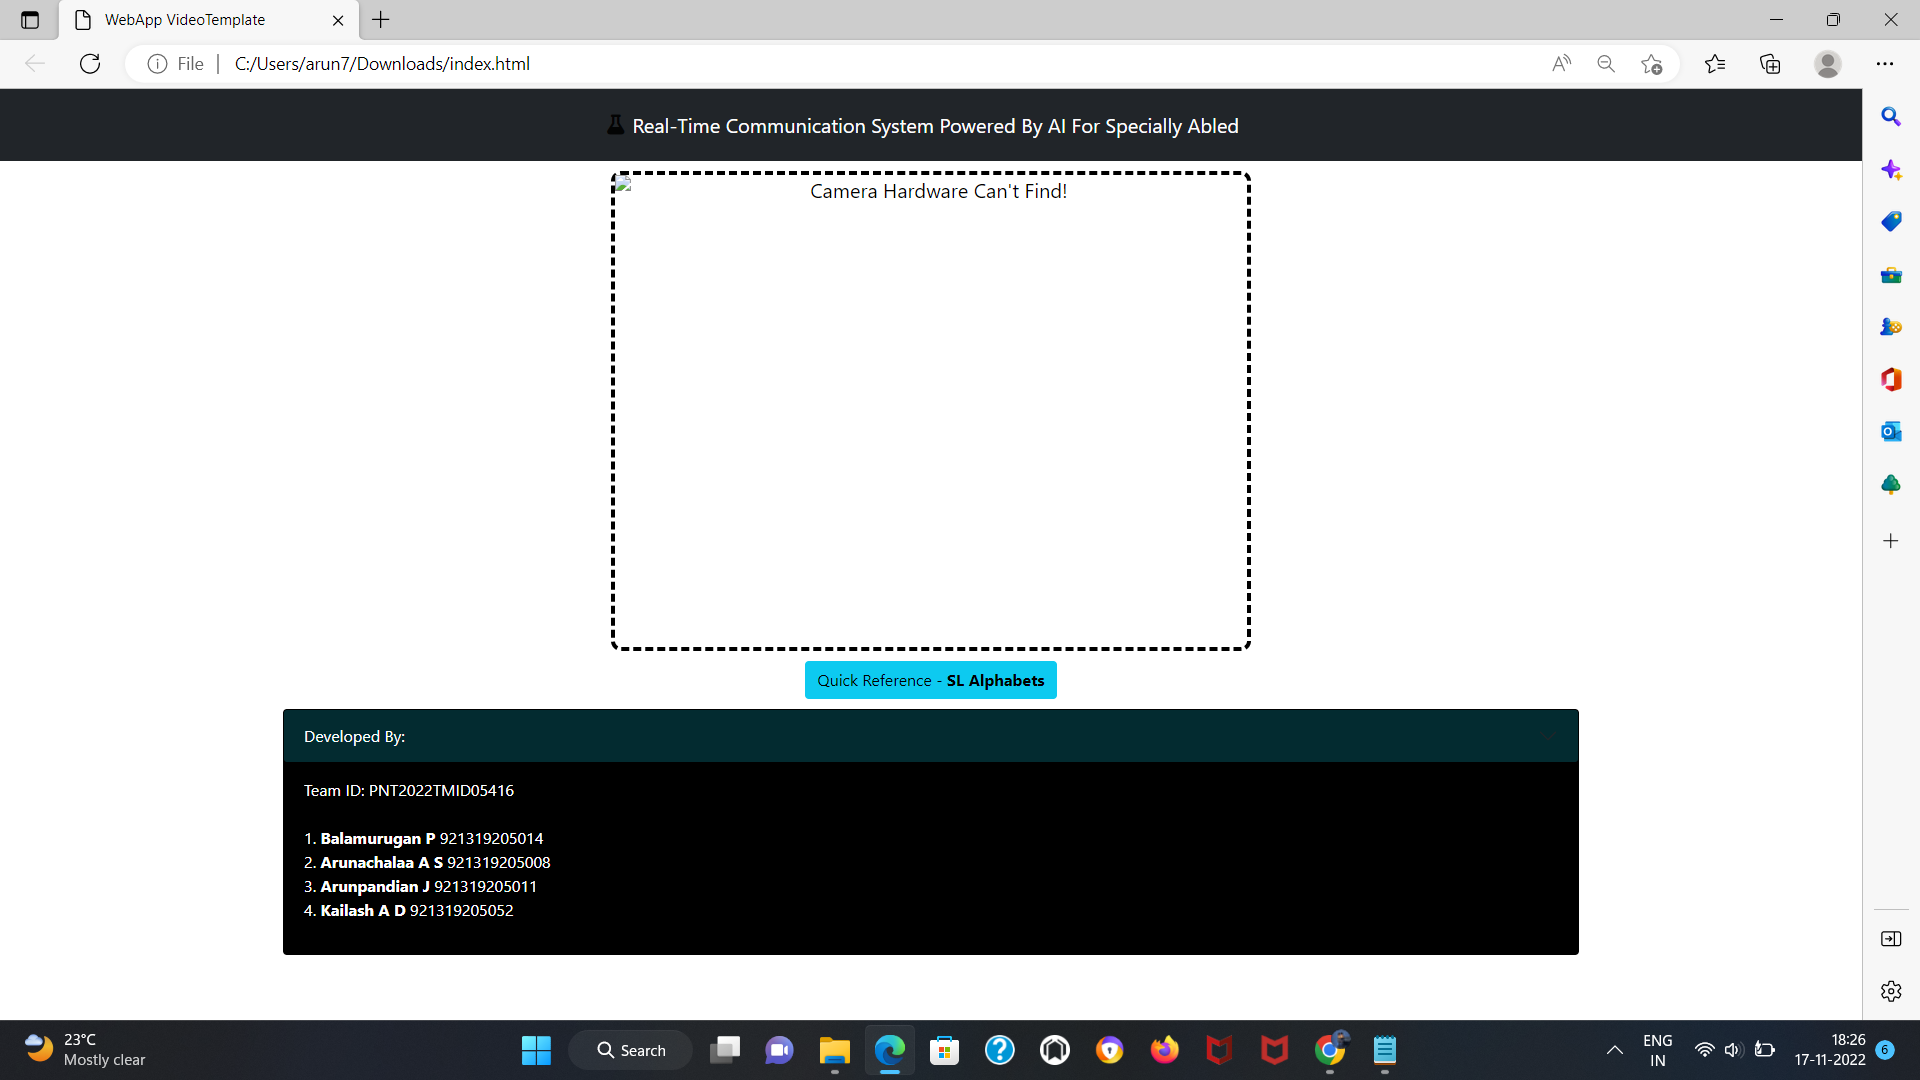 WebApp VideoTemplate
File
C:/Users/arun7/Downloads/index.html
Real-Time Communication System Powered By AI For Specially Abled
Camera Hardware Can't Find!
Quick Reference - SL Alphabets
Developed By:
Team ID: PNT2022TMID05416
1. Balamurugan P 921319205014
2. Arunachalaa A S 921319205008
3. Arunpandian J 921319205011
4. Kailash A D 921319205052
23°C
Mostly clear
Search
ENG
IN
18:26
17-11-2022
6